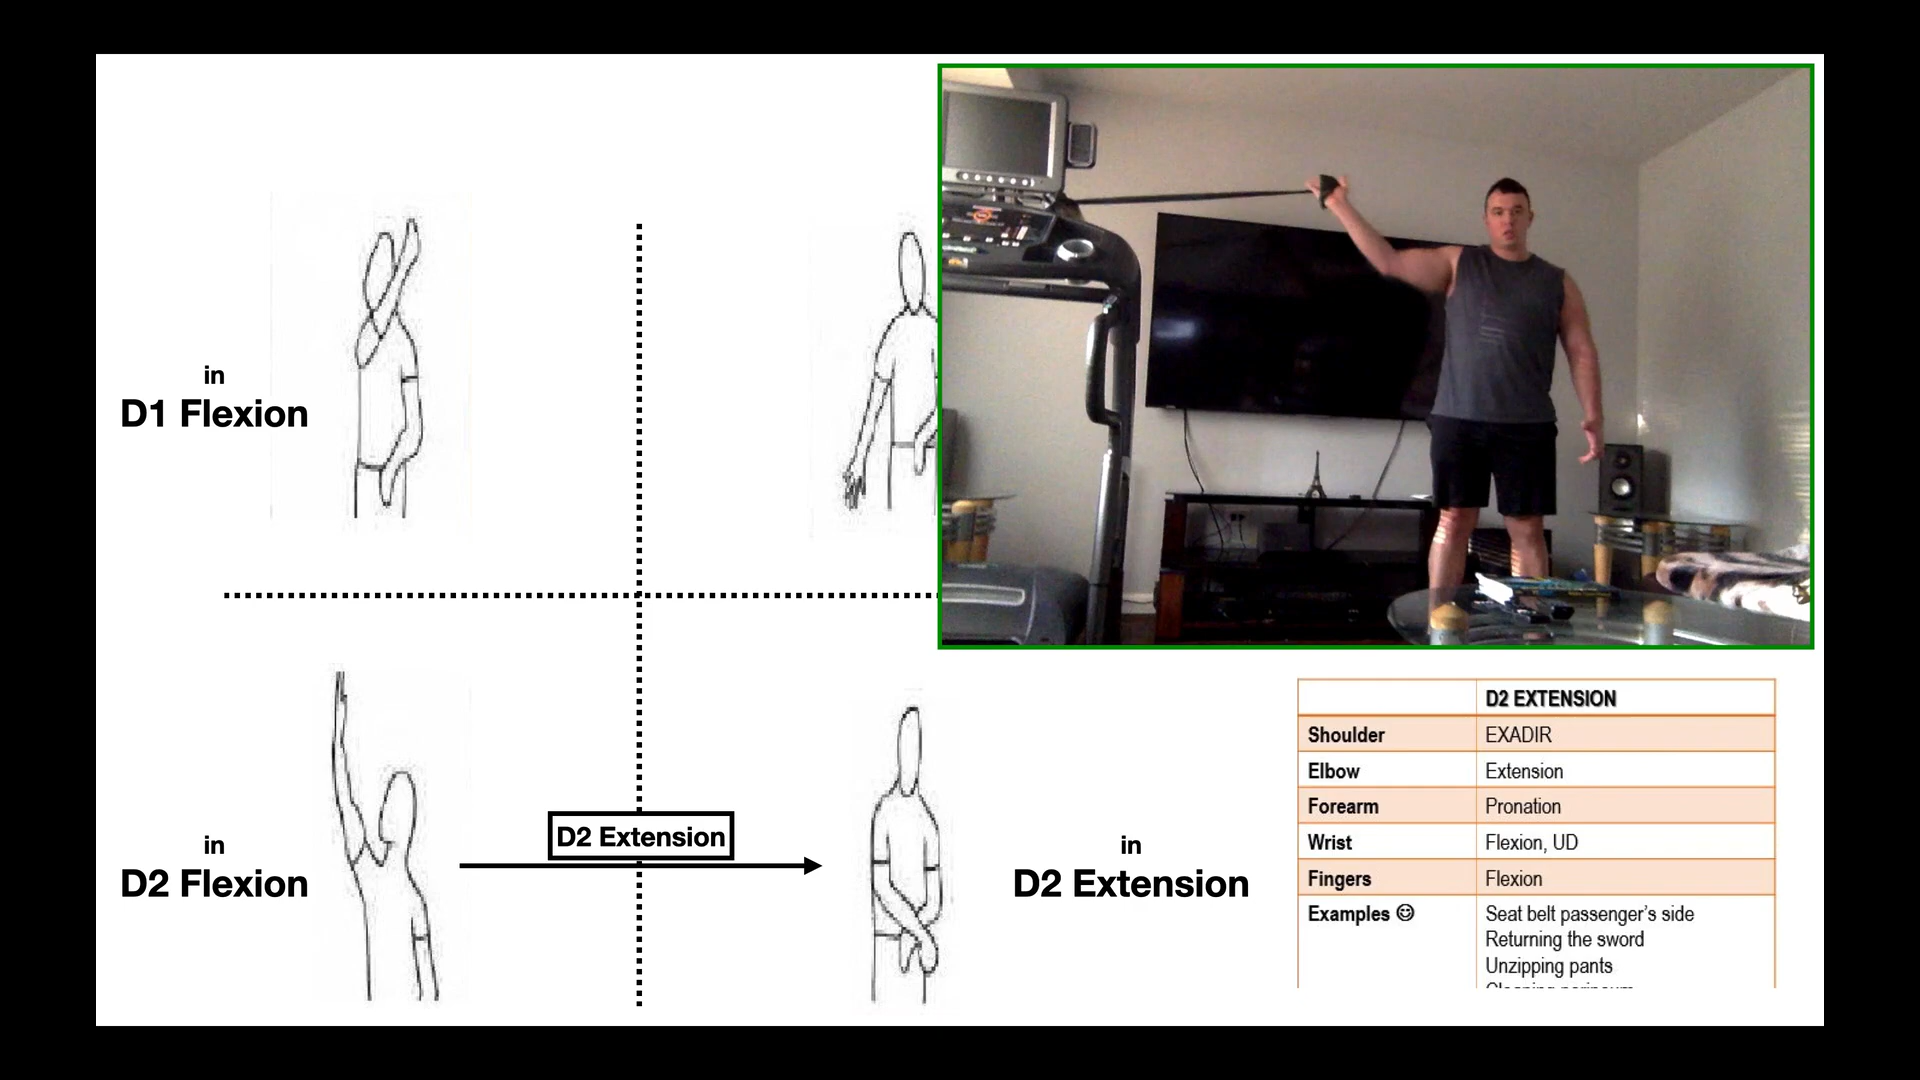 in
D1 Flexion
in
D2 Flexion
D2 Extension
in
D2 Extension
D2 EXTENSION
Shoulder EXADIR
Elbow Extension
Forearm Pronation
Wrist Flexion, UD
Fingers Flexion
Examples ☺ Seat belt passenger's side
Returning the sword
Unzipping pants